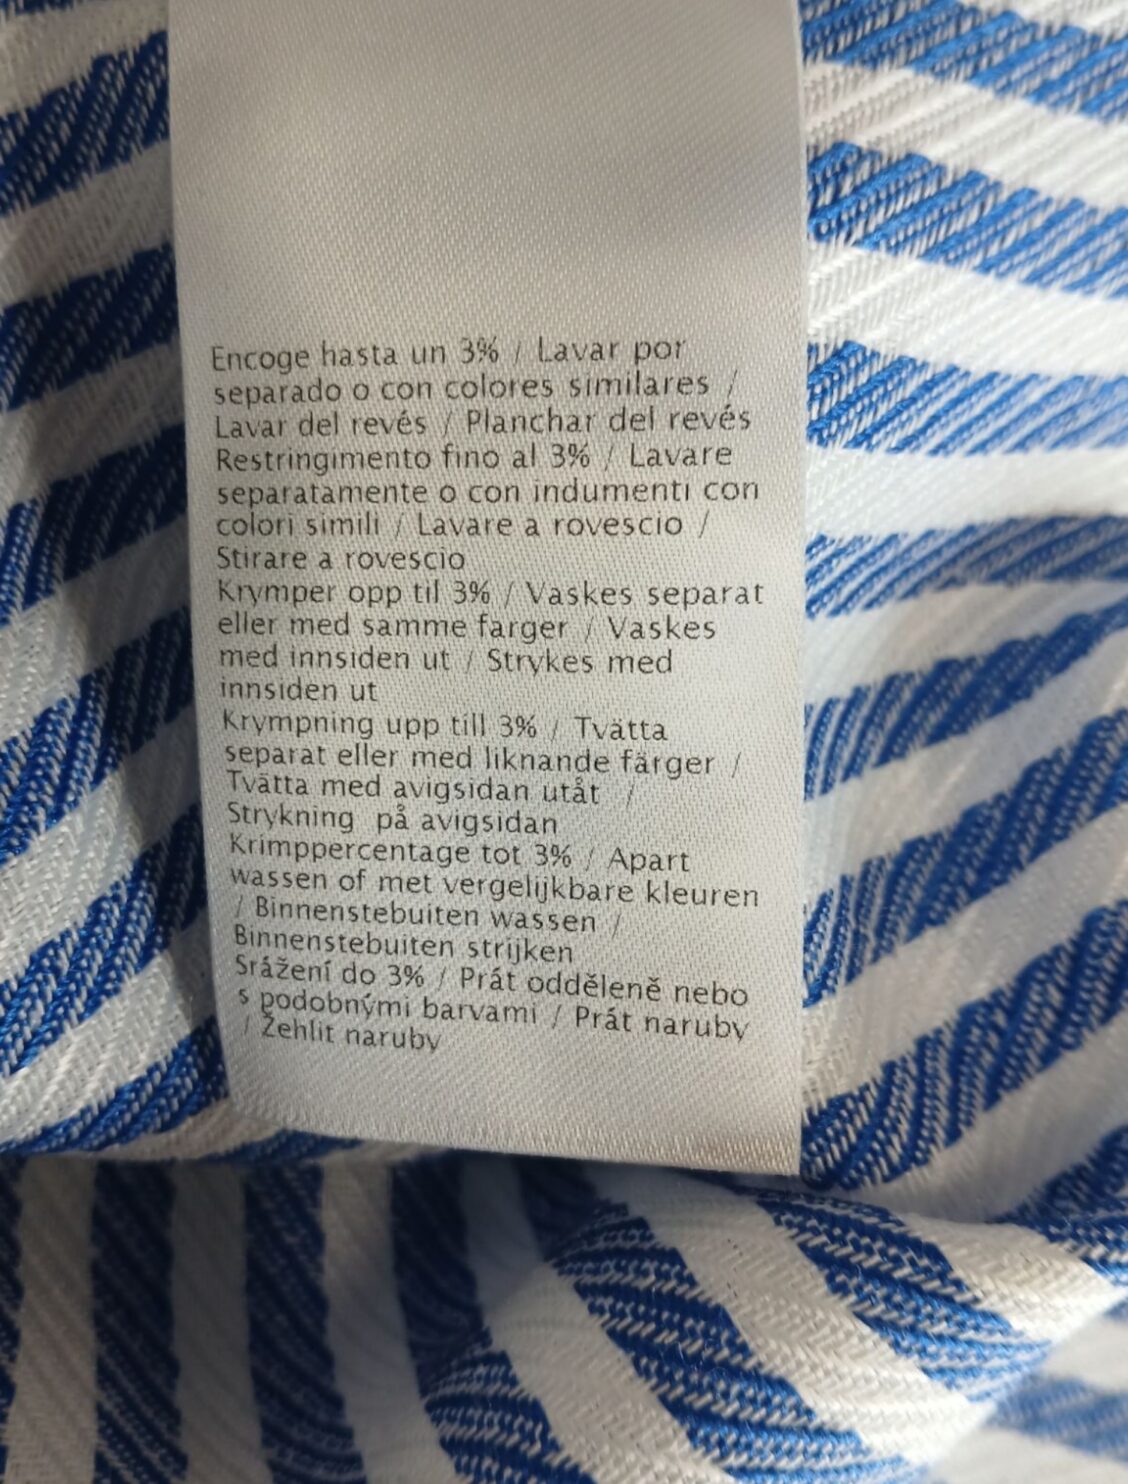 Encoge hasta un 3% / Lavar por
separado o con colores similares /
Lavar del revés / Planchar del revés
Restringimento fino al 3% / Lavare
separatamente o con indumenti con
colori simili / Lavare a rovescio /
Stirare a rovescio
Krymper opp til 3% / Vaskes separat
eller med samme farger / Vaskes
med innsiden ut / Strykes med
innsiden ut
Krympning upp till 3% / Tvätta
separat eller med liknande färger /
Tvätta med avigsidan utåt /
Strykning på avigsidan
Krimppercentage tot 3% / Apart
wassen of met vergelijkbare kleuren
/ Binnenstebuiten wassen /
Binnenstebuiten strijken
Srážení do 3% / Prát odděleně nebo
s podobnými barvami / Prát naruby
/ Žehlit naruby